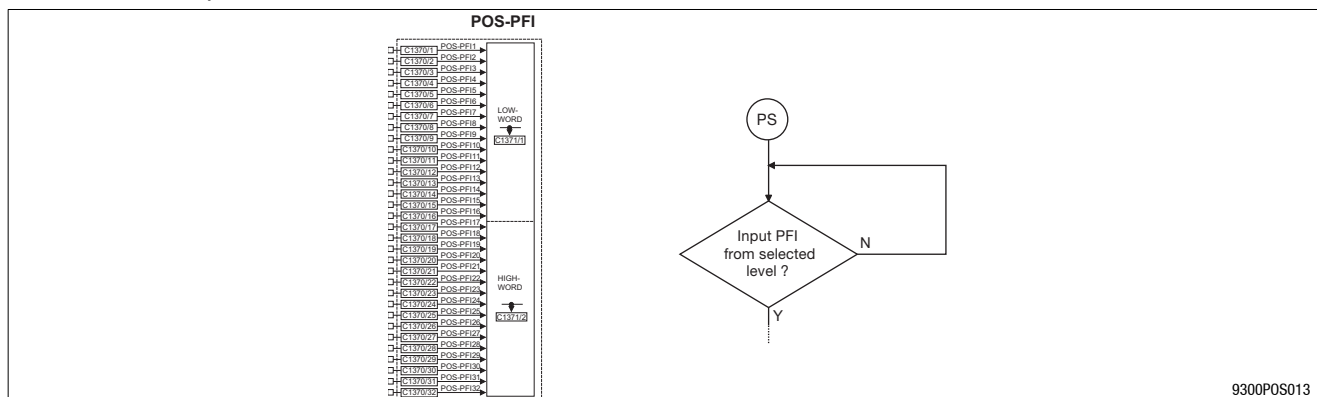 POS-PFI
C1370/1 POS-PFI1
C1370/2 POS-PFI2
C1370/3 POS-PFI3
C1370/4 POS-PFI4
C1370/5 POS-PFI5
C1370/6 POS-PFI6
C1370/7 POS-PFI7
C1370/8 POS-PFI8
C1370/9 POS-PFI9
C1370/10 POS-PFI10
C1370/11 POS-PFI11
C1370/12 POS-PFI12
C1370/13 POS-PFI13
C1370/14 POS-PFI14
C1370/15 POS-PFI15
C1370/16 POS-PFI16
C1370/17 POS-PFI17
C1370/18 POS-PFI18
C1370/19 POS-PFI19
C1370/20 POS-PFI20
C1370/21 POS-PFI21
C1370/22 POS-PFI22
C1370/23 POS-PFI23
C1370/24 POS-PFI24
C1370/25 POS-PFI25
C1370/26 POS-PFI26
C1370/27 POS-PFI27
C1370/28 POS-PFI28
C1370/29 POS-PFI29
C1370/30 POS-PFI30
C1370/31 POS-PFI31
C1370/32 POS-PFI32
LOW-
WORD
C1371/1
HIGH-
WORD
C1371/2
PS
Input PFI
from selected
level ?
N
Y
9300POS013